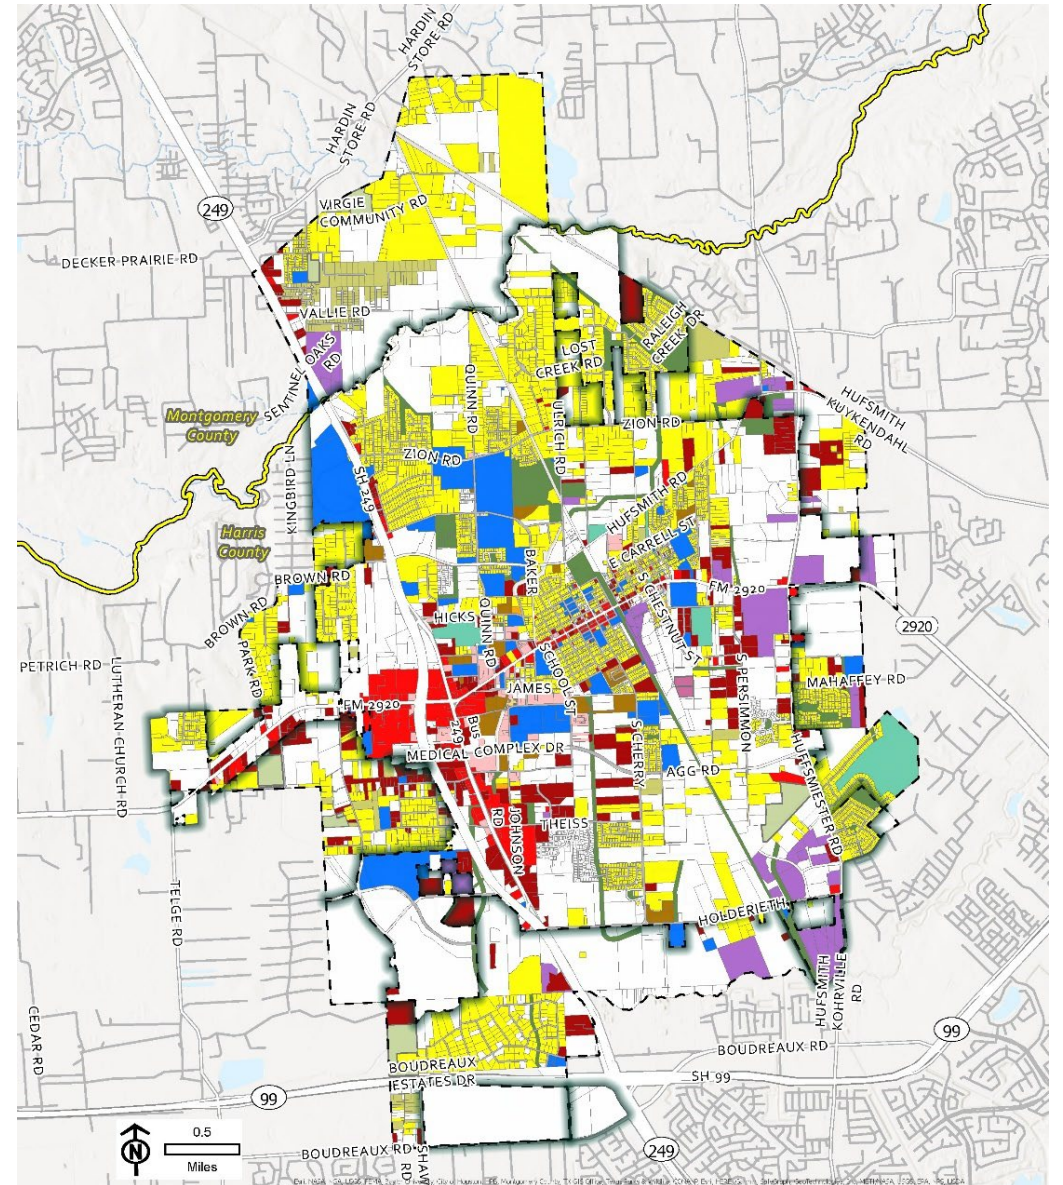 HARDIN
STORE RD
HARDIN
STORE RD
VIRGIE
COMMUNITY RD
249
DECKER PRAIRIE RD
VALLIE RD
SENTINEL OAKS
RD
RALEIGH
CREEK DR
LOST
CREEK RD
QUINN RD
ULRICH RD
HUFSMITH
KUYKENDAHL
RD
Montgomery
County
ZION RD
ZION RD
KINGBIRD LN
SH 249
HUFSMITH RD
Harris
County
E CARRELL ST
BAKER
BROWN RD
BROWN RD
S CHESTNUT ST
FM 2920
HICKS
QUINN RD
2920
PETRICH RD
LUTHERAN CHURCH RD
PARK RD
SCHOOL ST
JAMES
S PERSIMMON
MAHAFFEY RD
FM 2920
BUS
249
S CHERRY
MEDICAL COMPLEX DR
AGG RD
HUFFSMIESTER RD
JOHNSON
RD
THEISS
TELGE RD
HOLDERIETH
HUFSMITH
KOHRVILLE
RD
CEDAR RD
99
BOUDREAUX
ESTATES DR
BOUDREAUX RD
SH 99
99
N
0.5
Miles
BOUDREAUX RD
SHAW
RD
249